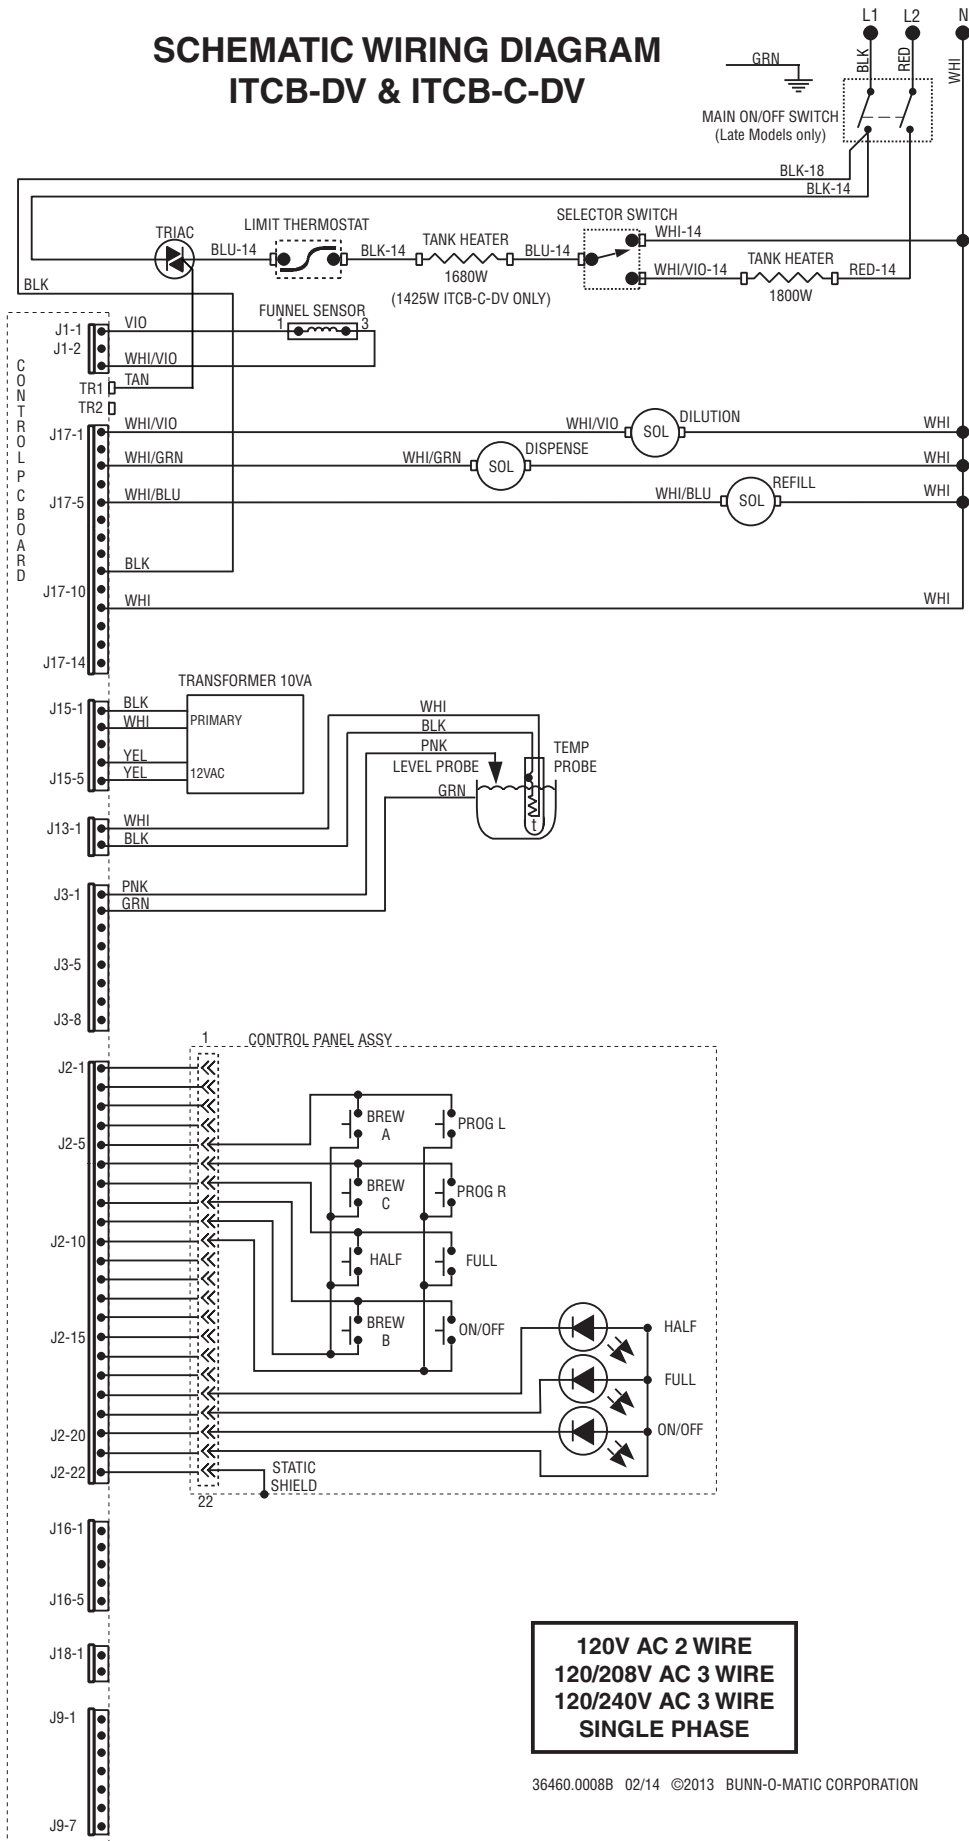 SCHEMATIC WIRING DIAGRAM
ITCB-DV & ITCB-C-DV
L1
L2
N
GRN
BLK
RED
WHI
MAIN ON/OFF SWITCH
(Late Models only)
BLK-18
BLK-14
TRIAC
BLU-14
LIMIT THERMOSTAT
BLK-14
TANK HEATER
1680W
(1425W ITCB-C-DV ONLY)
BLU-14
SELECTOR SWITCH
WHI-14
WHI/VIO-14
TANK HEATER
1800W
RED-14
BLK
CONTROL PC BOARD
FUNNEL SENSOR
1
3
J1-1
VIO
J1-2
WHI/VIO
TR1
TAN
TR2
J17-1
WHI/VIO
WHI/VIO
SOL
DILUTION
WHI
WHI/GRN
WHI/GRN
SOL
DISPENSE
WHI
J17-5
WHI/BLU
WHI/BLU
SOL
REFILL
WHI
BLK
J17-10
WHI
WHI
J17-14
TRANSFORMER 10VA
J15-1
BLK
WHI
PRIMARY
YEL
J15-5
YEL
12VAC
WHI
BLK
PNK
LEVEL PROBE
TEMP
PROBE
GRN
t
J13-1
WHI
BLK
J3-1
PNK
GRN
J3-5
J3-8
1
CONTROL PANEL ASSY
J2-1
J2-5
BREW
A
PROG L
BREW
C
PROG R
J2-10
HALF
FULL
BREW
B
ON/OFF
J2-15
HALF
FULL
J2-20
ON/OFF
J2-22
STATIC
SHIELD
22
J16-1
J16-5
J18-1
J9-1
J9-7
120V AC 2 WIRE
120/208V AC 3 WIRE
120/240V AC 3 WIRE
SINGLE PHASE
36460.0008B 02/14 ©2013 BUNN-O-MATIC CORPORATION